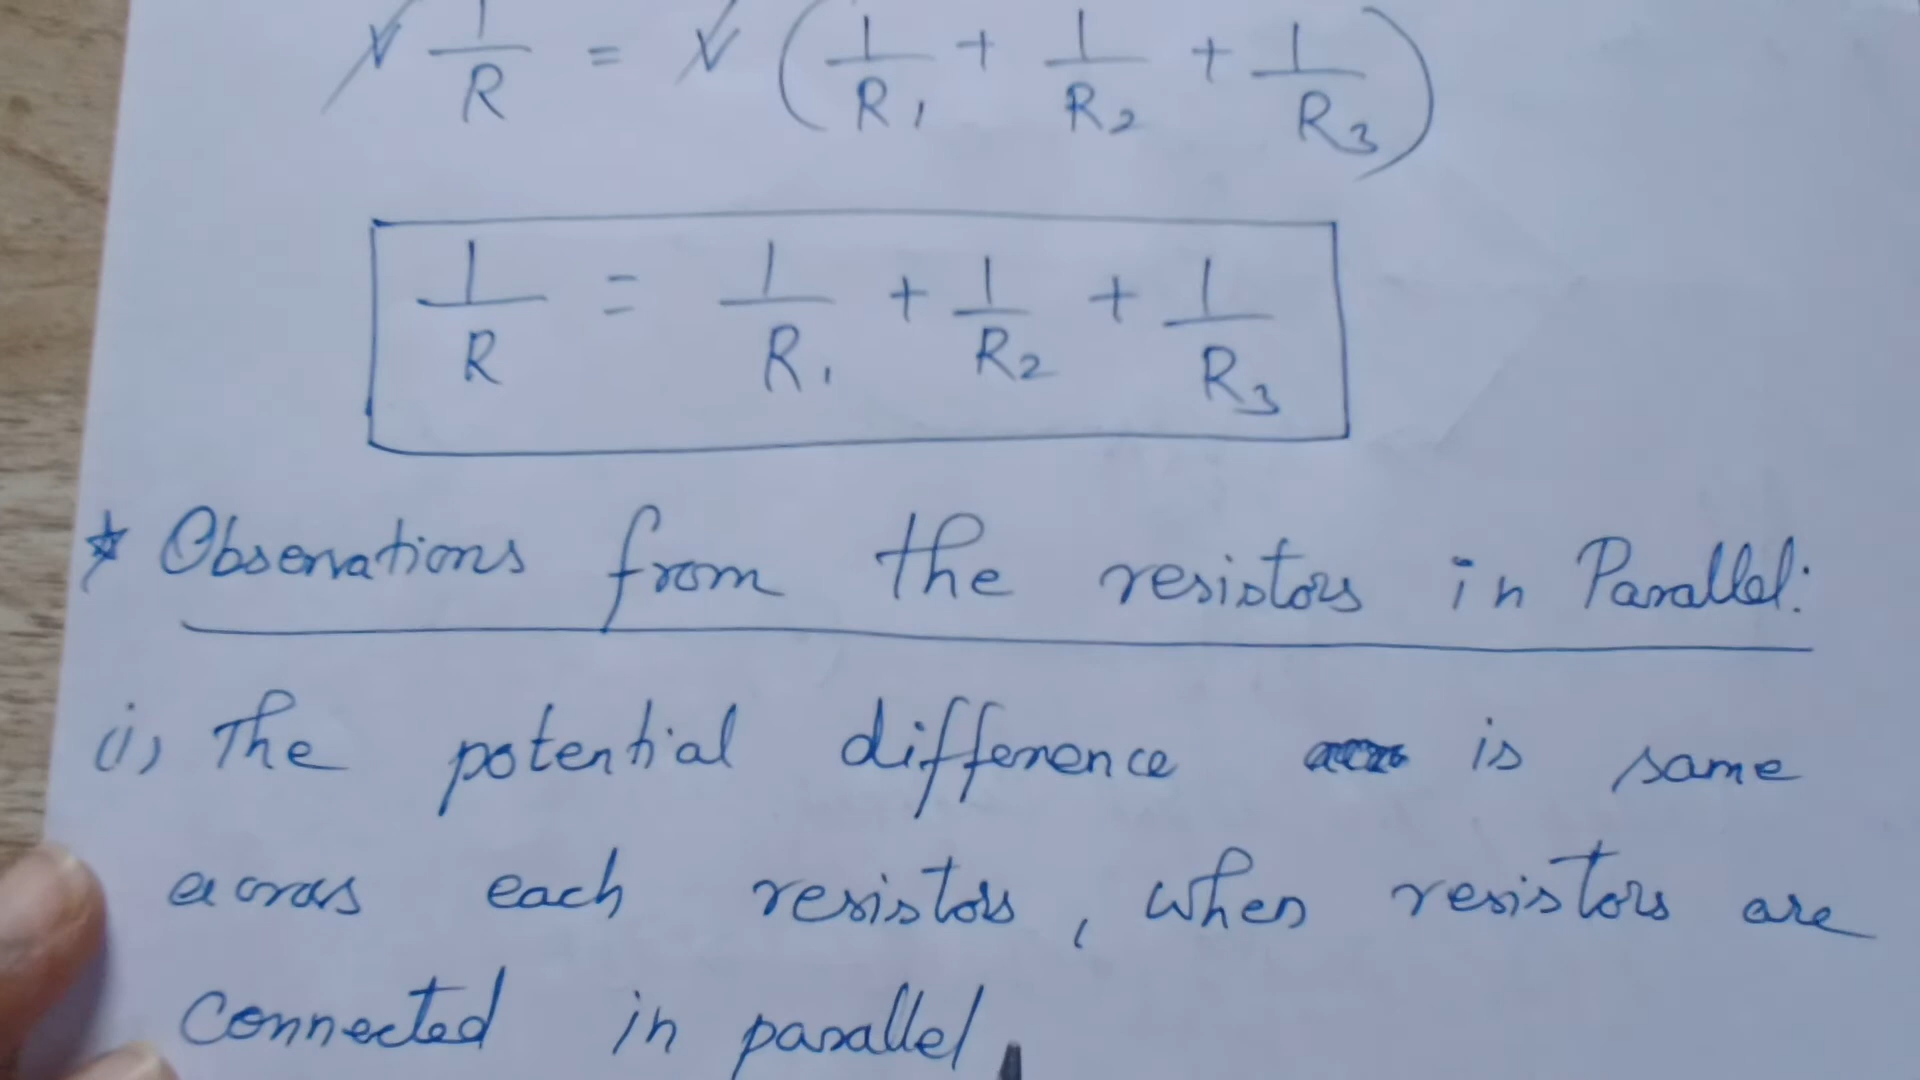 V 1/R = V (1/R₁ + 1/R₂ + 1/R₃)
1/R = 1/R₁ + 1/R₂ + 1/R₃
* Observations from the resistors in Parallel:
(i) The potential difference is same
across each resistors, when resistors are
connected in parallel.